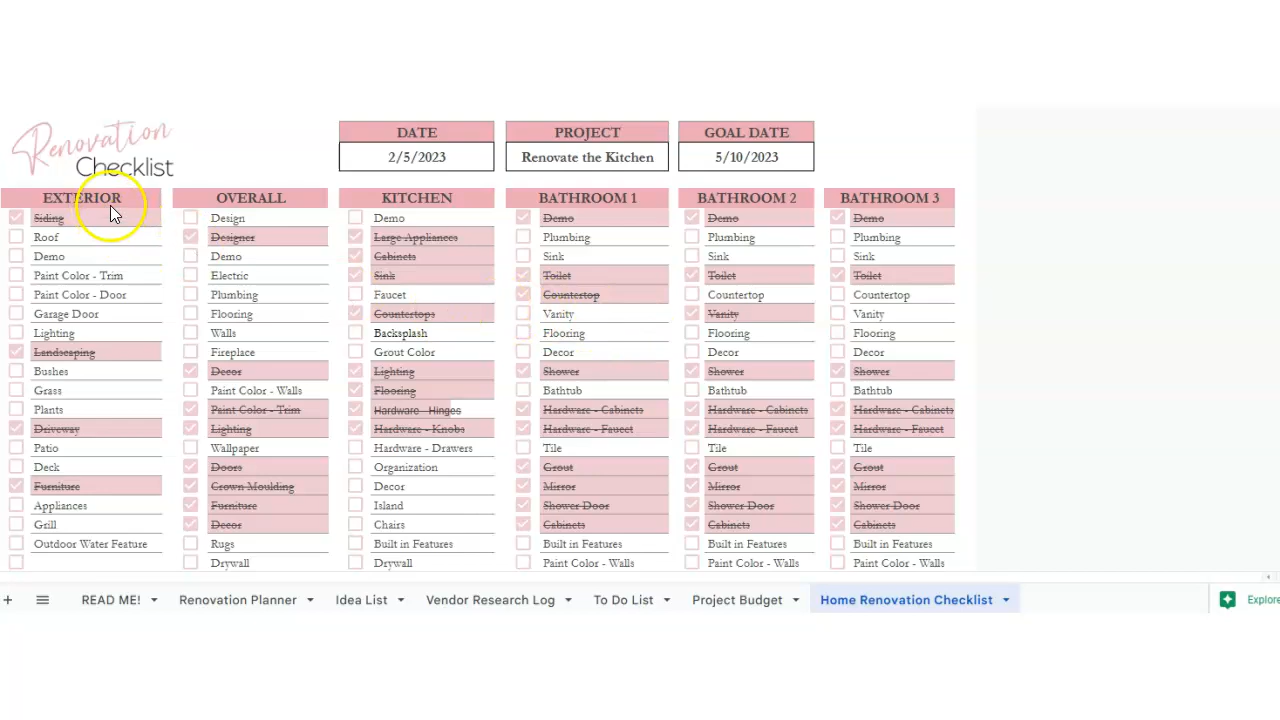 Renovation
Checklist
DATE PROJECT GOAL DATE
2/5/2023 Renovate the Kitchen 5/10/2023
EXTERIOR OVERALL KITCHEN BATHROOM 1 BATHROOM 2 BATHROOM 3
Siding Design Demo Demo Demo Demo
Roof Designer Large Appliances Plumbing Plumbing Plumbing
Demo Demo Cabinets Sink Sink Sink
Paint Color - Trim Electric Sink Toilet Toilet Toilet
Paint Color - Door Plumbing Faucet Countertop Countertop Countertop
Garage Door Flooring Countertops Vanity Vanity Vanity
Lighting Walls Backsplash Flooring Flooring Flooring
Landscaping Fireplace Grout Color Decor Decor Decor
Bushes Decor Lighting Shower Shower Shower
Grass Paint Color - Walls Flooring Bathtub Bathtub Bathtub
Plants Paint Color - Trim Hardware - Hinges Hardware - Cabinets Hardware - Cabinets Hardware - Cabinets
Driveway Lighting Hardware - Knobs Hardware - Faucet Hardware - Faucet Hardware - Faucet
Patio Wallpaper Hardware - Drawers Tile Tile Tile
Deck Doors Organization Grout Grout Grout
Furniture Crown Moulding Decor Mirror Mirror Mirror
Appliances Furniture Island Shower Door Shower Door Shower Door
Grill Decor Chairs Cabinets Cabinets Cabinets
Outdoor Water Feature Rugs Built in Features Built in Features Built in Features Built in Features
Drywall Drywall Paint Color - Walls Paint Color - Walls Paint Color - Walls
READ ME! Renovation Planner Idea List Vendor Research Log To Do List Project Budget Home Renovation Checklist Explore